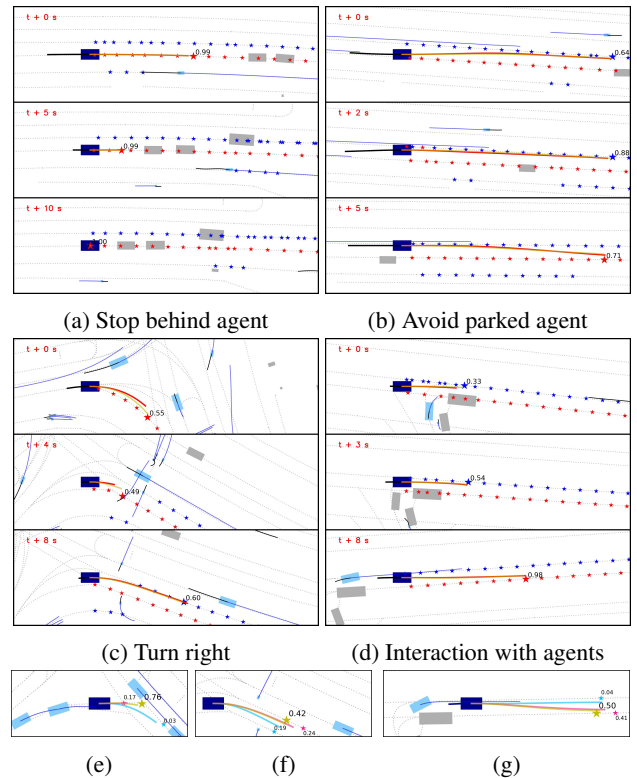 t + 0 s
0.99
t + 5 s
0.99
t + 10 s
1.00
(a) Stop behind agent
t + 0 s
0.64
t + 2 s
0.88
t + 5 s
0.71
(b) Avoid parked agent
t + 0 s
0.55
t + 4 s
0.49
t + 8 s
0.60
(c) Turn right
t + 0 s
0.33
t + 3 s
0.54
t + 8 s
0.98
(d) Interaction with agents
0.17
0.76
0.03
(e)
0.42
0.19
0.24
(f)
0.04
0.50
0.41
(g)